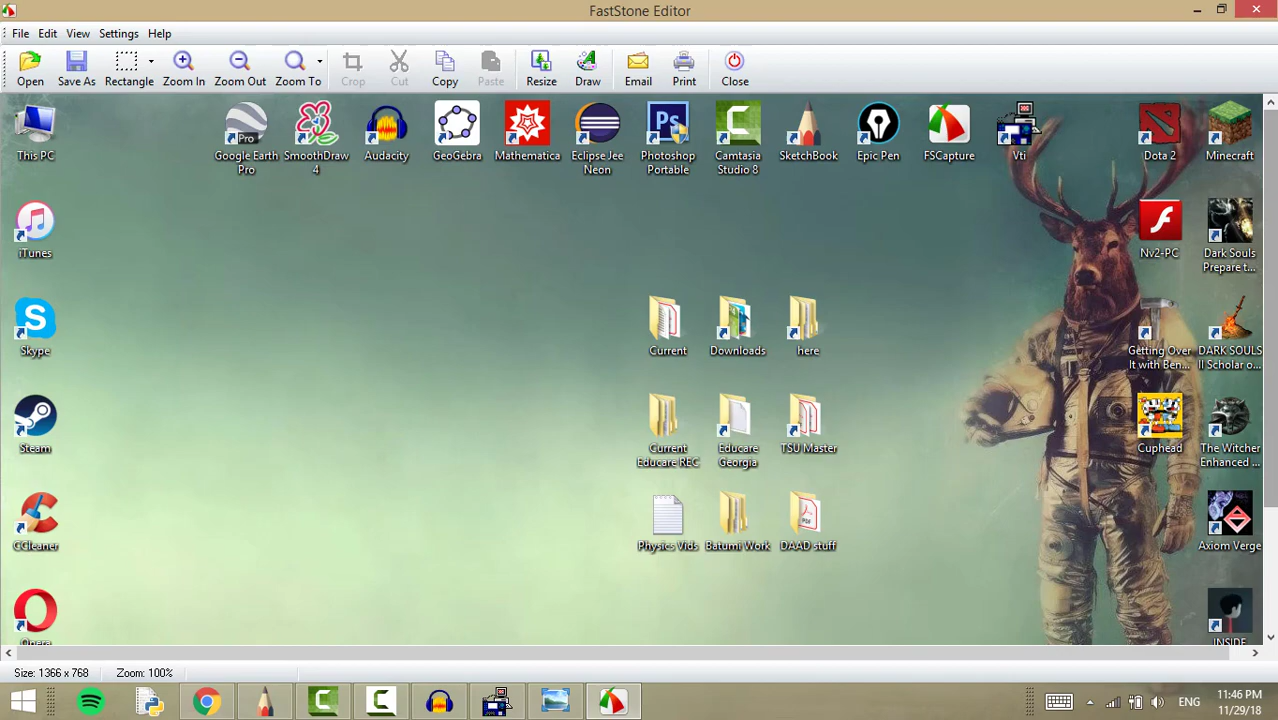 FastStone Editor
File Edit View Settings Help
Open Save As Rectangle Zoom In Zoom Out Zoom To Crop Cut Copy Paste Resize Draw Email Print Close
This PC
Google Earth
Pro
SmoothDraw
4
Audacity
GeoGebra
Mathematica
Eclipse Jee
Neon
Photoshop
Portable
Camtasia
Studio 8
SketchBook
Epic Pen
FSCapture
Vti
Dota 2
Minecraft
iTunes
Nv2-PC
Dark Souls
Prepare t...
Skype
Current
Downloads
here
Getting Over
It with Ben...
DARK SOULS
II Scholar o...
Steam
Current
Educare REC
Educare
Georgia
TSU Master
Cuphead
The Witcher
Enhanced ...
CCleaner
Physics Vids
Batumi Work
DAAD stuff
Axiom Verge
Opera
INSIDE
Size: 1366 x 768 Zoom: 100%
ENG
11:46 PM
11/29/18